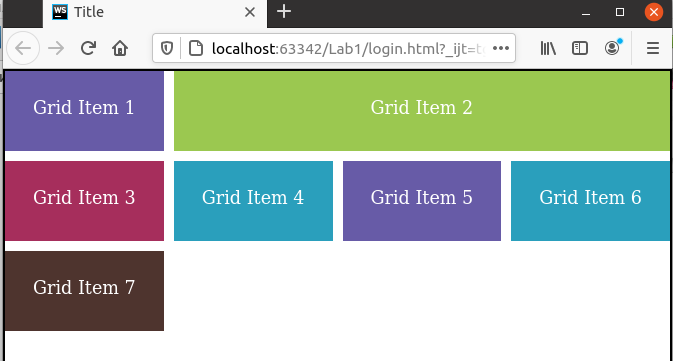 WS Title
localhost:63342/Lab1/login.html?_ijt=t
Grid Item 1 Grid Item 2
Grid Item 3 Grid Item 4 Grid Item 5 Grid Item 6
Grid Item 7